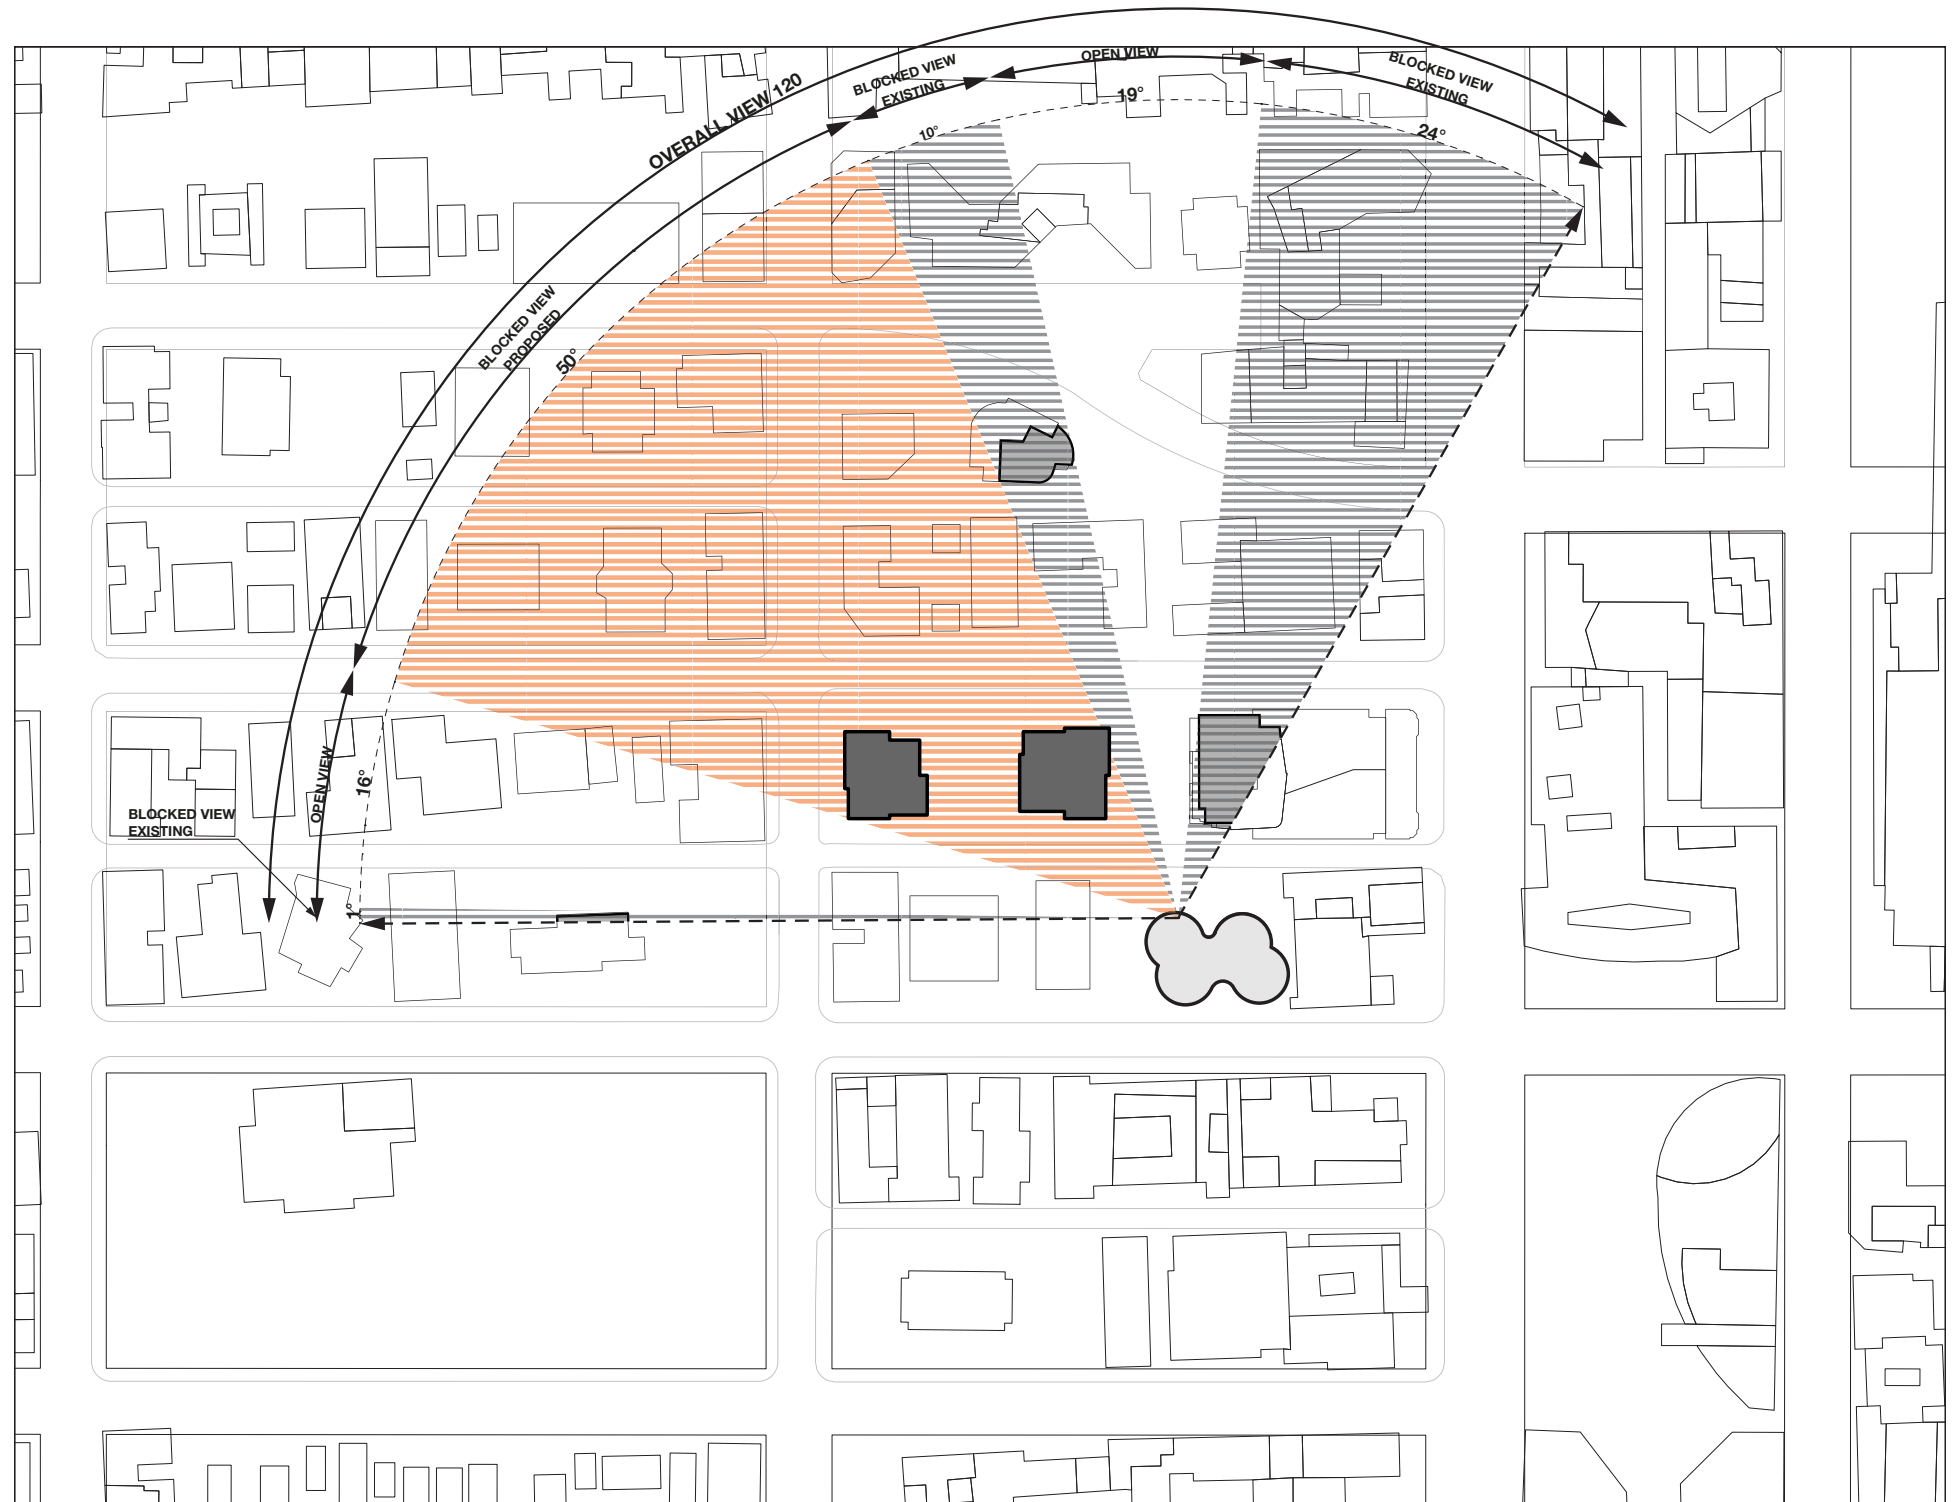 OVERALL VIEW 120
BLOCKED VIEW
EXISTING
10°
OPEN VIEW
19°
BLOCKED VIEW
EXISTING
24°
BLOCKED VIEW
PROPOSED
50°
OPEN VIEW
16°
BLOCKED VIEW
EXISTING
1°